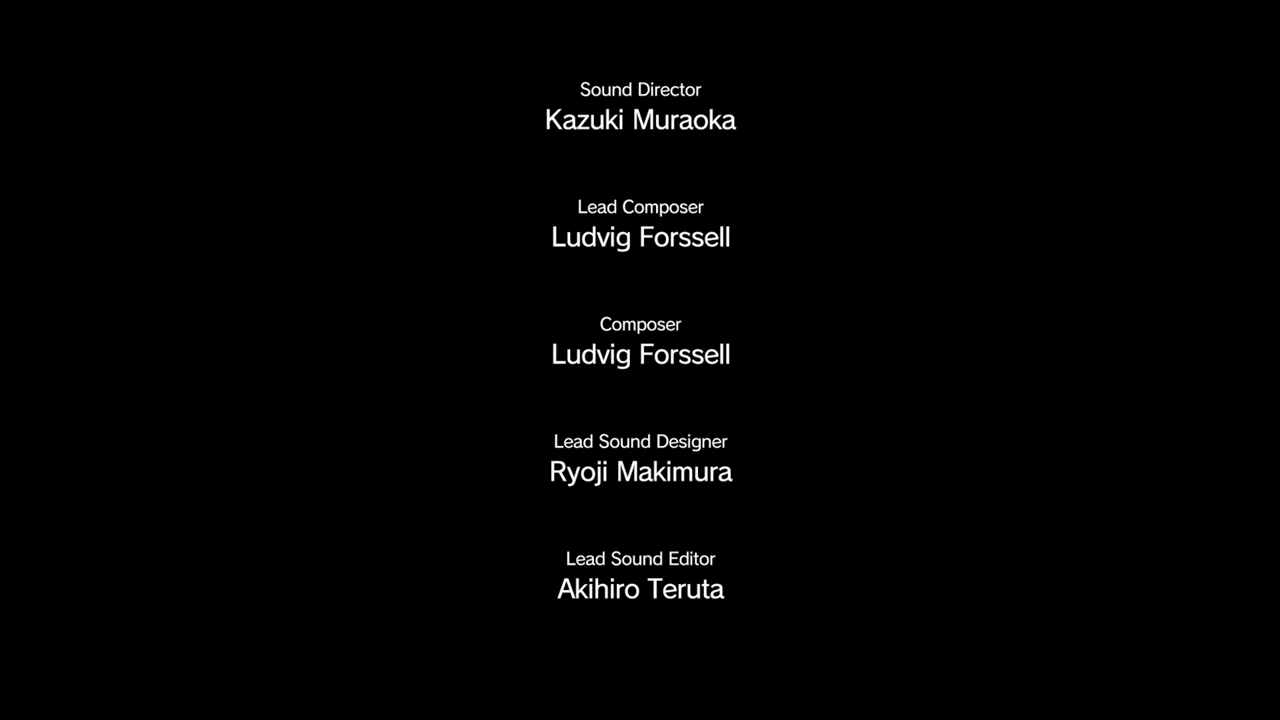 Sound Director
Kazuki Muraoka
Lead Composer
Ludvig Forssell
Composer
Ludvig Forssell
Lead Sound Designer
Ryoji Makimura
Lead Sound Editor
Akihiro Teruta